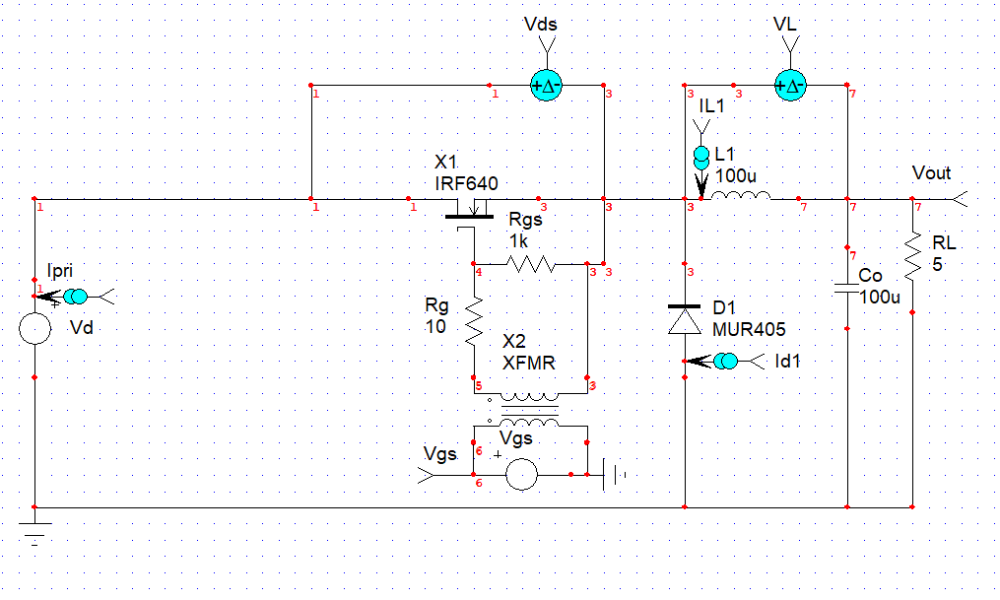 Vds
VL
+Δ-
+Δ-
1
1
3
3
3
7
IL1
X1
IRF640
L1
100u
Vout
1
1
1
3
3
3
7
7
7
Rgs
1k
Ipri
1
+
Vd
4
3
3
3
7
RL
5
Co
100u
Rg
10
X2
XFMR
D1
MUR405
Id1
5
3
Vgs
Vgs
+
6
6